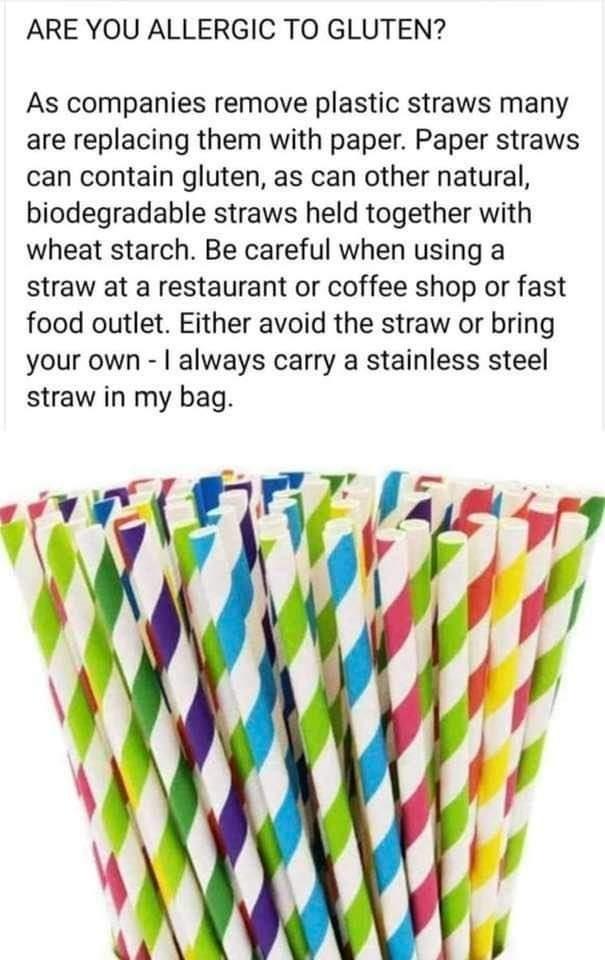 ARE YOU ALLERGIC TO GLUTEN?
As companies remove plastic straws many
are replacing them with paper. Paper straws
can contain gluten, as can other natural,
biodegradable straws held together with
wheat starch. Be careful when using a
straw at a restaurant or coffee shop or fast
food outlet. Either avoid the straw or bring
your own - I always carry a stainless steel
straw in my bag.